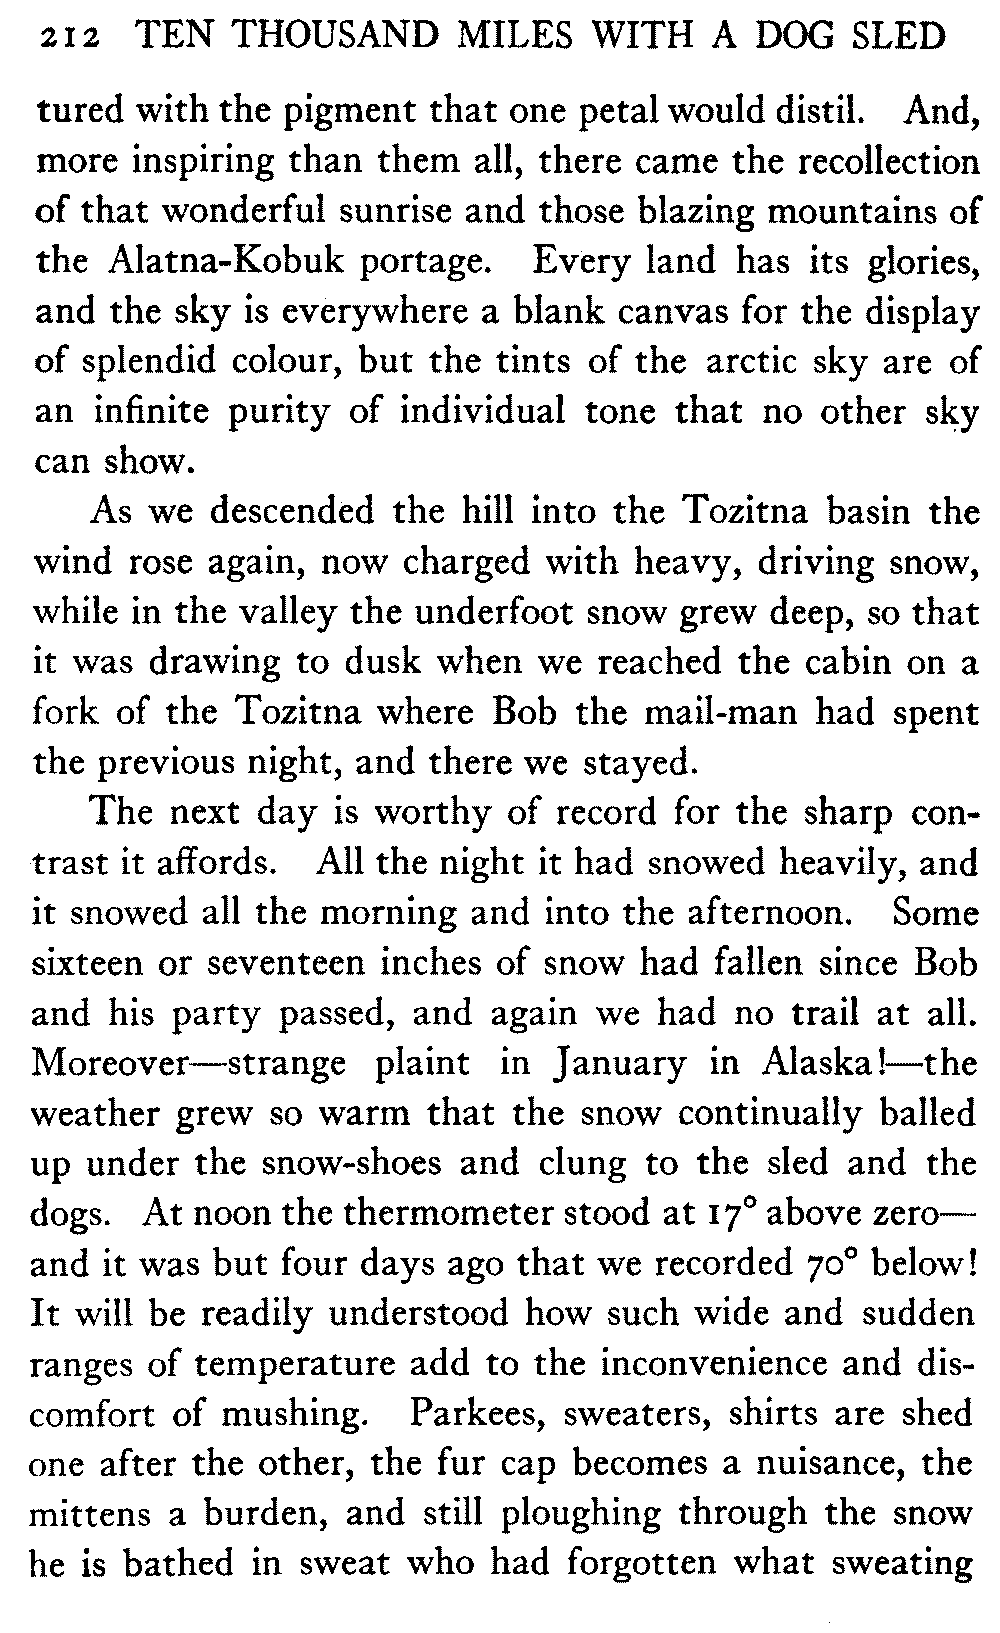 212 TEN THOUSAND MILES WITH A DOG SLED
tured with the pigment that one petal would distil. And,
more inspiring than them all, there came the recollection
of that wonderful sunrise and those blazing mountains of
the Alatna-Kobuk portage. Every land has its glories,
and the sky is everywhere a blank canvas for the display
of splendid colour, but the tints of the arctic sky are of
an infinite purity of individual tone that no other sky
can show.
As we descended the hill into the Tozitna basin the
wind rose again, now charged with heavy, driving snow,
while in the valley the underfoot snow grew deep, so that
it was drawing to dusk when we reached the cabin on a
fork of the Tozitna where Bob the mail-man had spent
the previous night, and there we stayed.
The next day is worthy of record for the sharp con-
trast it affords. All the night it had snowed heavily, and
it snowed all the morning and into the afternoon. Some
sixteen or seventeen inches of snow had fallen since Bob
and his party passed, and again we had no trail at all.
Moreover—strange plaint in January in Alaska!—the
weather grew so warm that the snow continually balled
up under the snow-shoes and clung to the sled and the
dogs. At noon the thermometer stood at 17° above zero—
and it was but four days ago that we recorded 70° below!
It will be readily understood how such wide and sudden
ranges of temperature add to the inconvenience and dis-
comfort of mushing. Parkees, sweaters, shirts are shed
one after the other, the fur cap becomes a nuisance, the
mittens a burden, and still ploughing through the snow
he is bathed in sweat who had forgotten what sweating